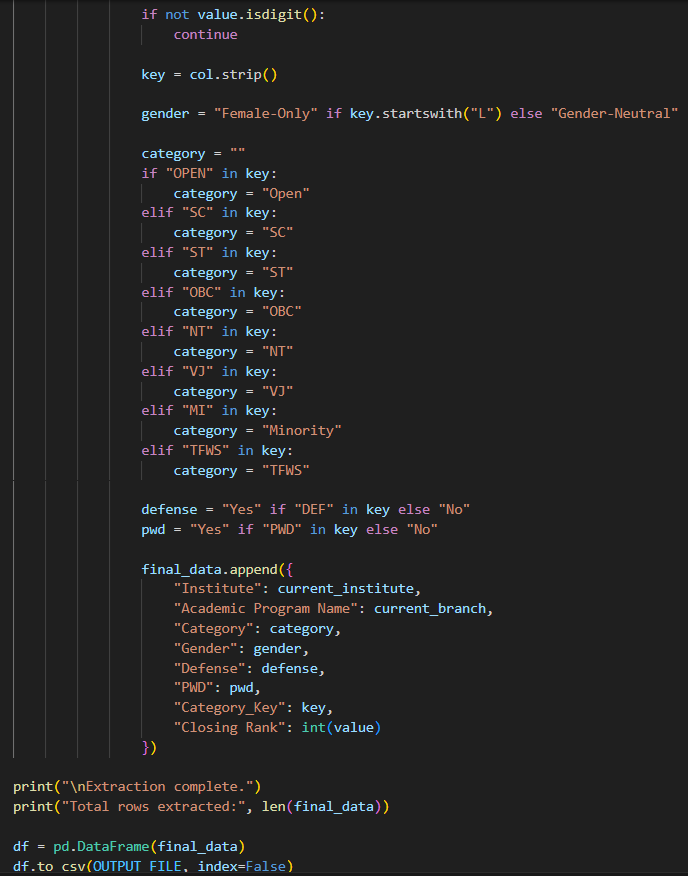 if not value.isdigit():
continue
key = col.strip()
gender = "Female-Only" if key.startswith("L") else "Gender-Neutral"
category = ""
if "OPEN" in key:
category = "Open"
elif "SC" in key:
category = "SC"
elif "ST" in key:
category = "ST"
elif "OBC" in key:
category = "OBC"
elif "NT" in key:
category = "NT"
elif "VJ" in key:
category = "VJ"
elif "MI" in key:
category = "Minority"
elif "TFWS" in key:
category = "TFWS"
defense = "Yes" if "DEF" in key else "No"
pwd = "Yes" if "PWD" in key else "No"
final_data.append({
"Institute": current_institute,
"Academic Program Name": current_branch,
"Category": category,
"Gender": gender,
"Defense": defense,
"PWD": pwd,
"Category_Key": key,
"Closing Rank": int(value)
})
print("\nExtraction complete.")
print("Total rows extracted:", len(final_data))
df = pd.DataFrame(final_data)
df.to_csv(OUTPUT_FILE, index=False)